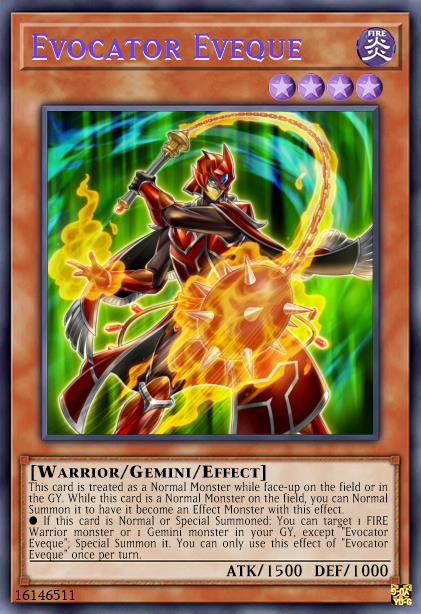 Evocator Eveque
FIRE
炎
[Warrior/Gemini/Effect]
This card is treated as a Normal Monster while face-up on the field or in
the GY. While this card is a Normal Monster on the field, you can Normal
Summon it to have it become an Effect Monster with this effect.
● If this card is Normal or Special Summoned: You can target 1 FIRE
Warrior monster or 1 Gemini monster in your GY, except "Evocator
Eveque"; Special Summon it. You can only use this effect of "Evocator
Eveque" once per turn.
ATK/1500 DEF/1000
16146511